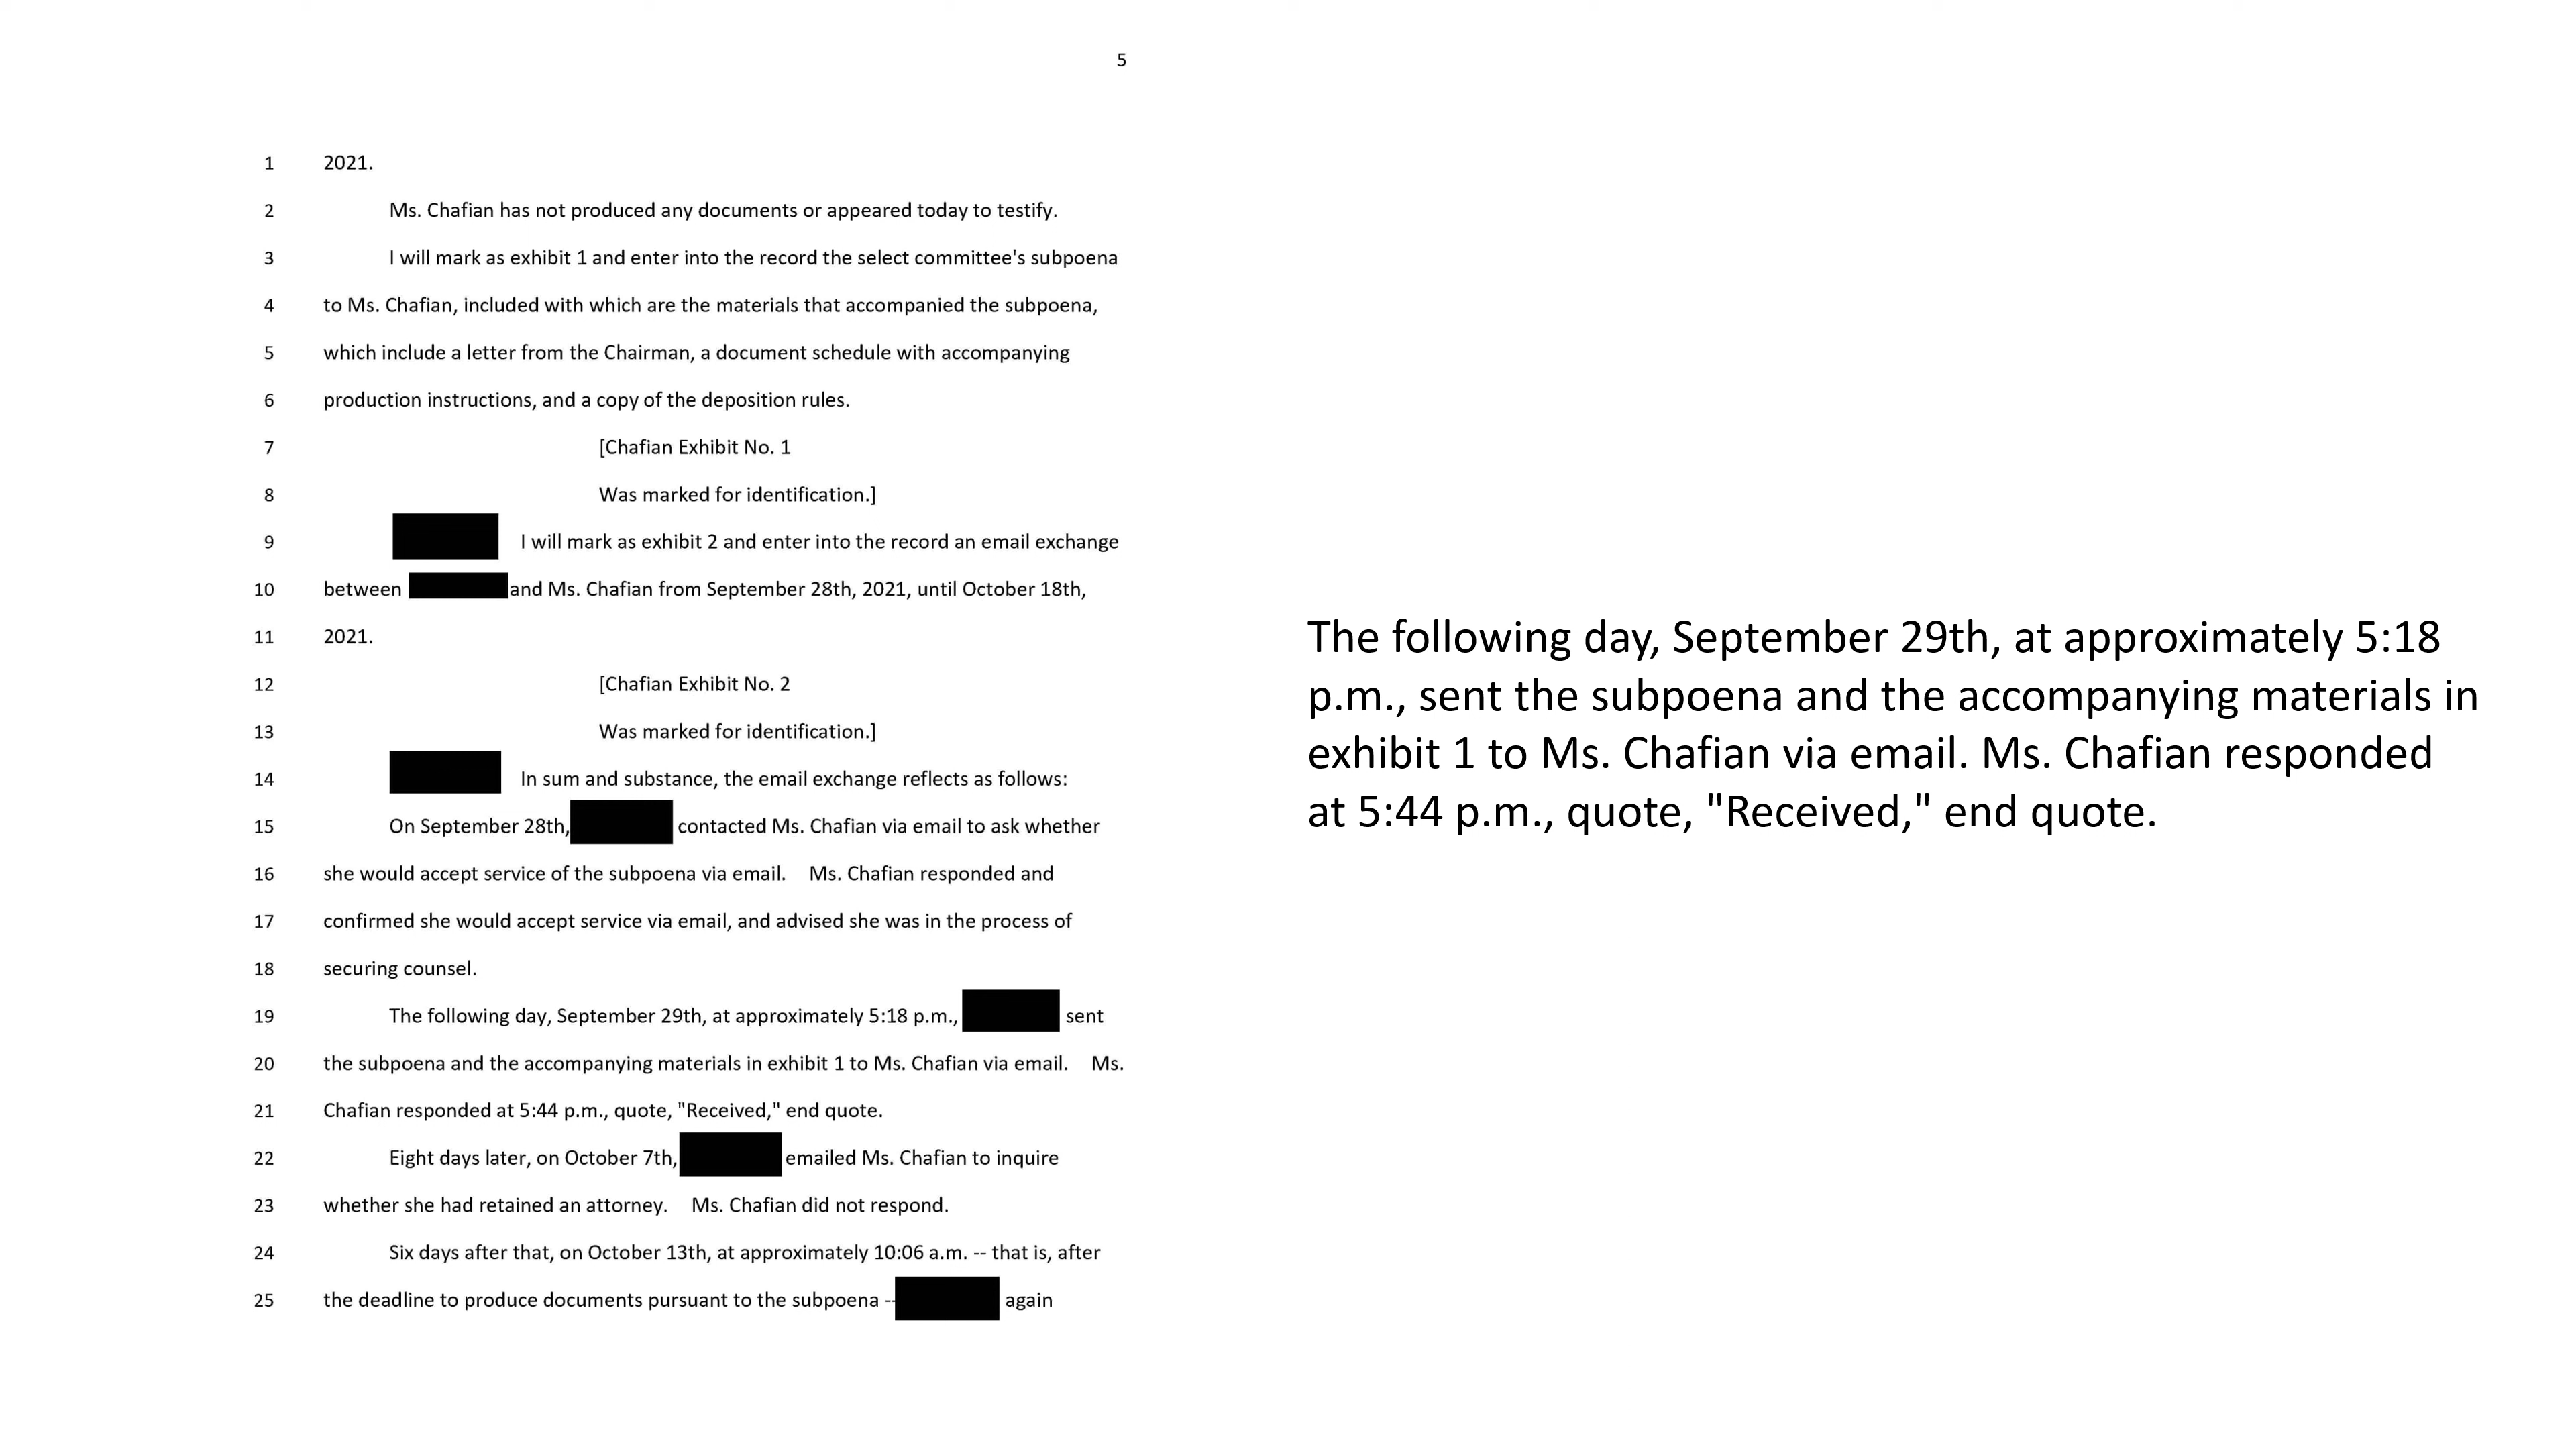 5
1 2021.
2 Ms. Chafian has not produced any documents or appeared today to testify.
3 I will mark as exhibit 1 and enter into the record the select committee's subpoena
4 to Ms. Chafian, included with which are the materials that accompanied the subpoena,
5 which include a letter from the Chairman, a document schedule with accompanying
6 production instructions, and a copy of the deposition rules.
7 [Chafian Exhibit No. 1
8 Was marked for identification.]
9 I will mark as exhibit 2 and enter into the record an email exchange
10 between and Ms. Chafian from September 28th, 2021, until October 18th,
11 2021.
12 [Chafian Exhibit No. 2
13 Was marked for identification.]
14 In sum and substance, the email exchange reflects as follows:
15 On September 28th, contacted Ms. Chafian via email to ask whether
16 she would accept service of the subpoena via email. Ms. Chafian responded and
17 confirmed she would accept service via email, and advised she was in the process of
18 securing counsel.
19 The following day, September 29th, at approximately 5:18 p.m., sent
20 the subpoena and the accompanying materials in exhibit 1 to Ms. Chafian via email. Ms.
21 Chafian responded at 5:44 p.m., quote, "Received," end quote.
22 Eight days later, on October 7th, emailed Ms. Chafian to inquire
23 whether she had retained an attorney. Ms. Chafian did not respond.
24 Six days after that, on October 13th, at approximately 10:06 a.m. -- that is, after
25 the deadline to produce documents pursuant to the subpoena -- again
The following day, September 29th, at approximately 5:18
p.m., sent the subpoena and the accompanying materials in
exhibit 1 to Ms. Chafian via email. Ms. Chafian responded
at 5:44 p.m., quote, "Received," end quote.